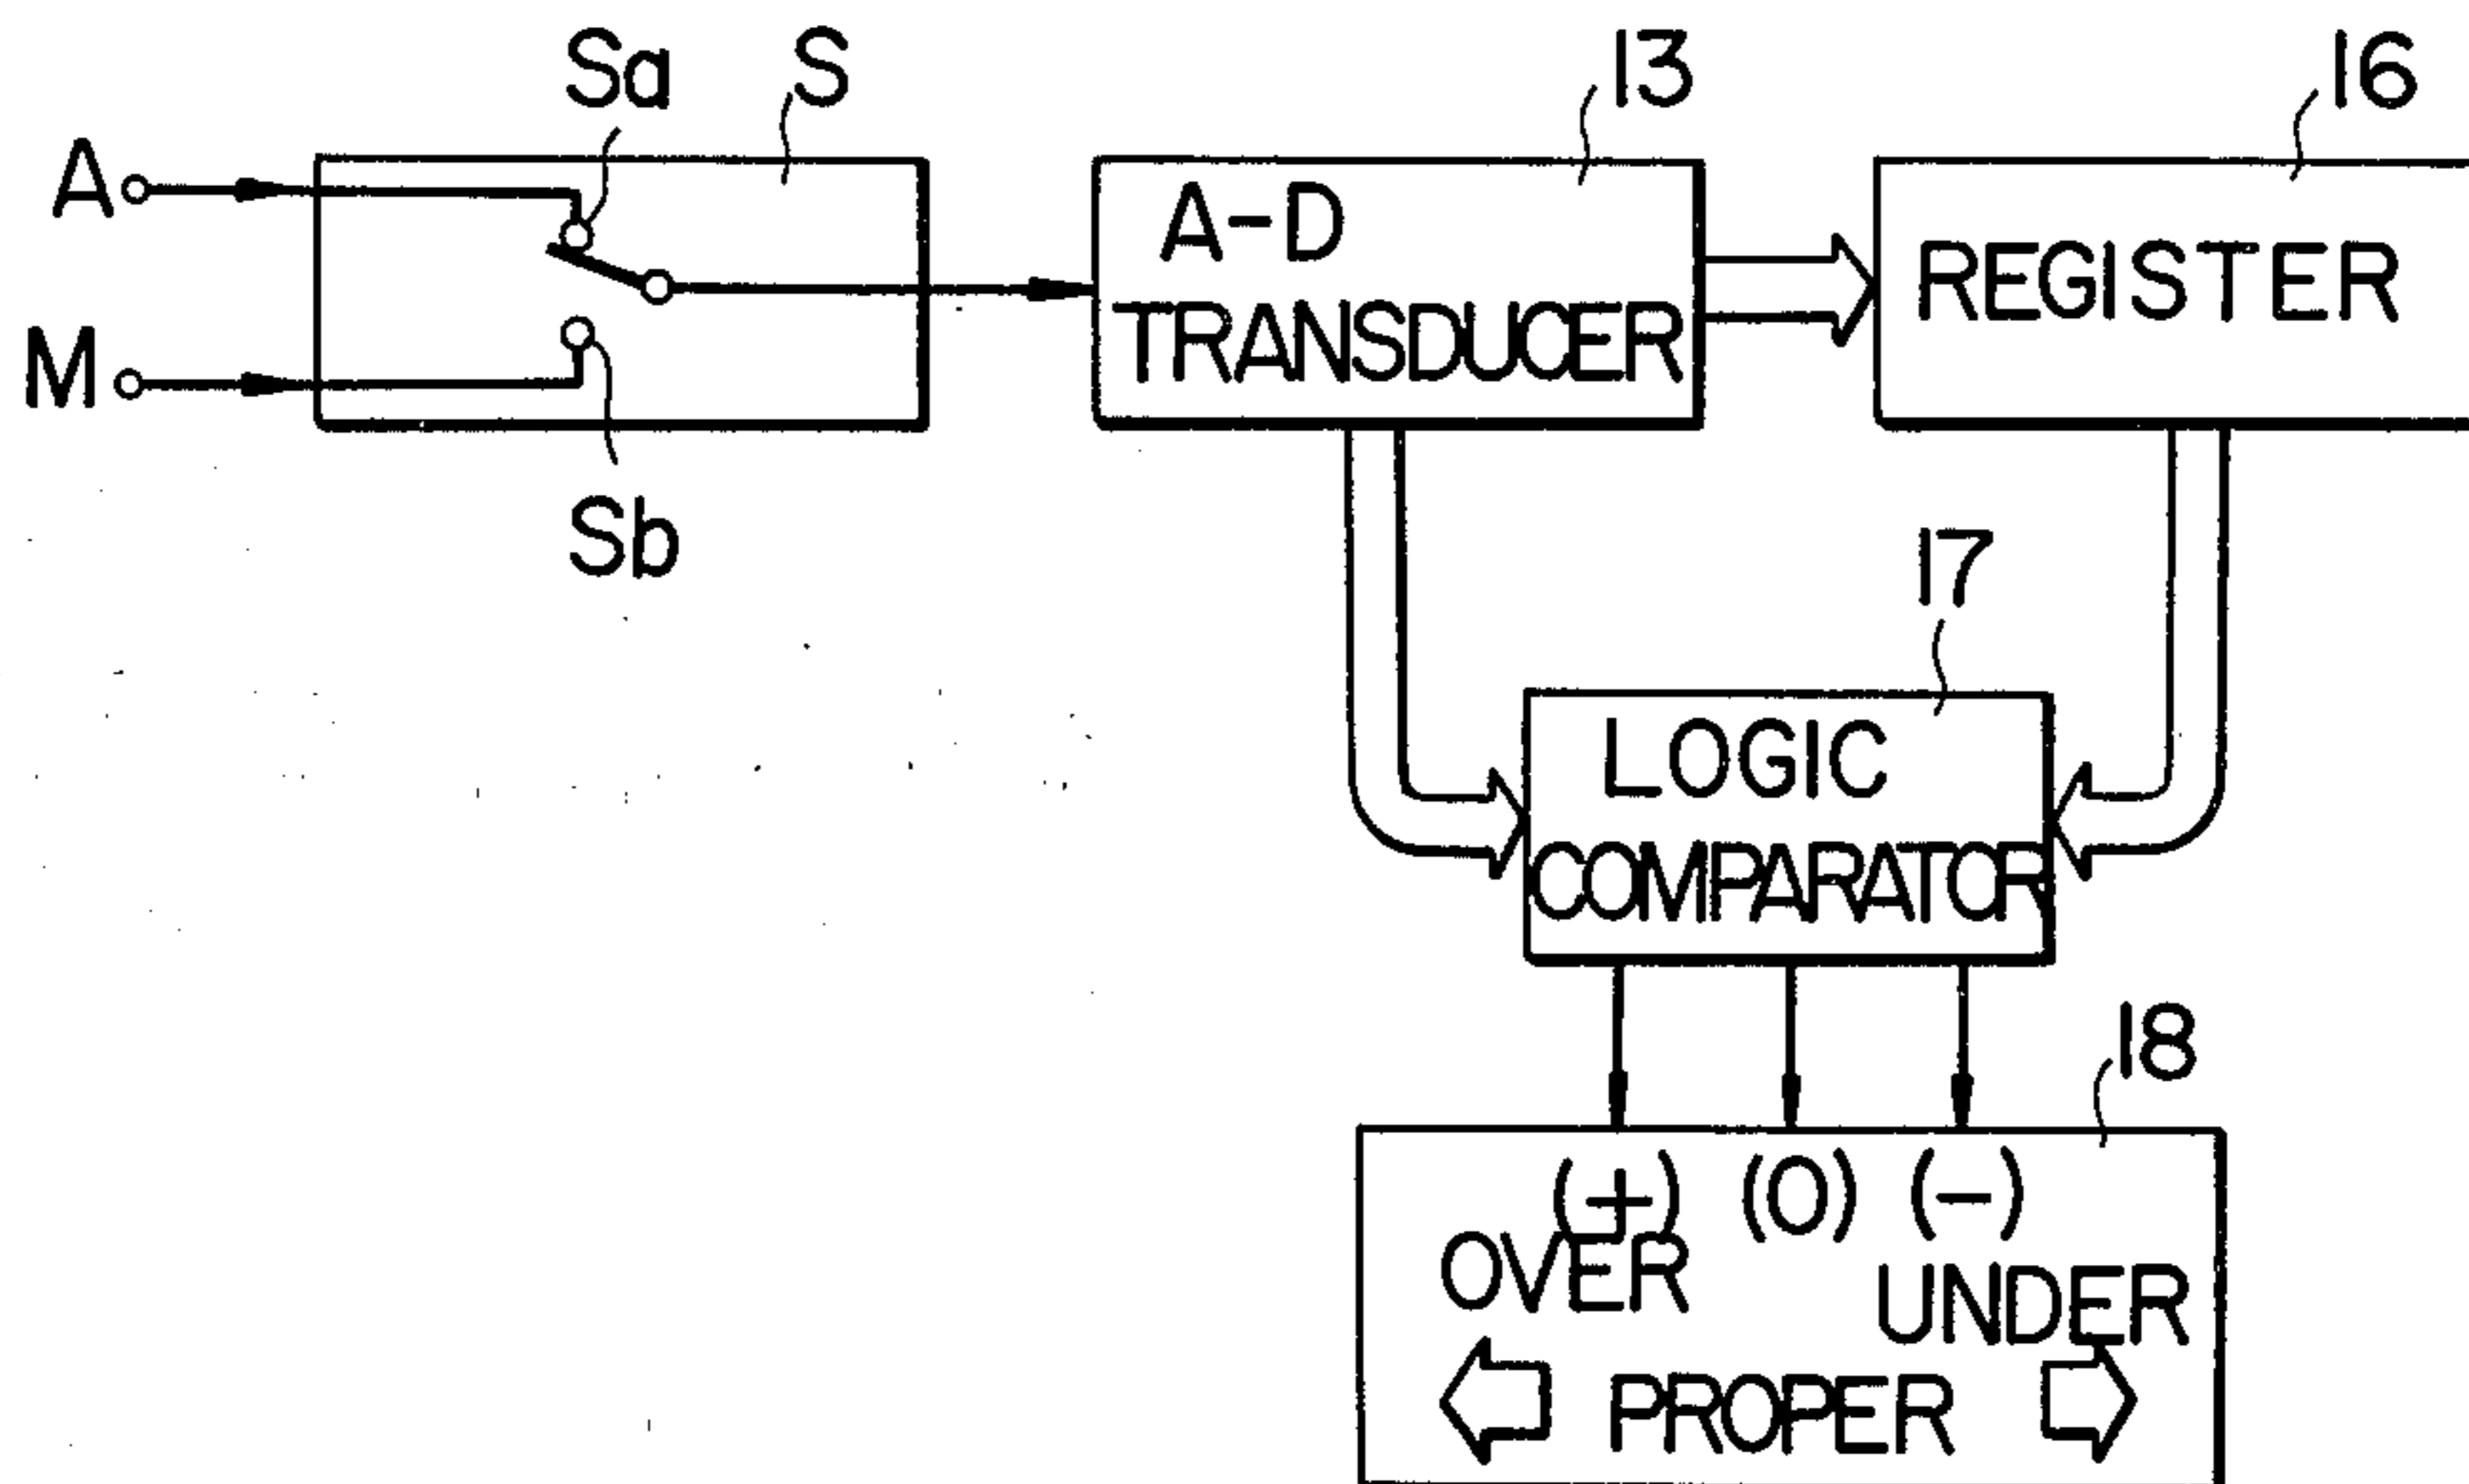 Sa
S
13
16
A
A-D
TRANSDUCER
REGISTER
M
Sb
17
LOGIC
COMPARATOR
18
(+) (0) (-)
OVER
UNDER
PROPER